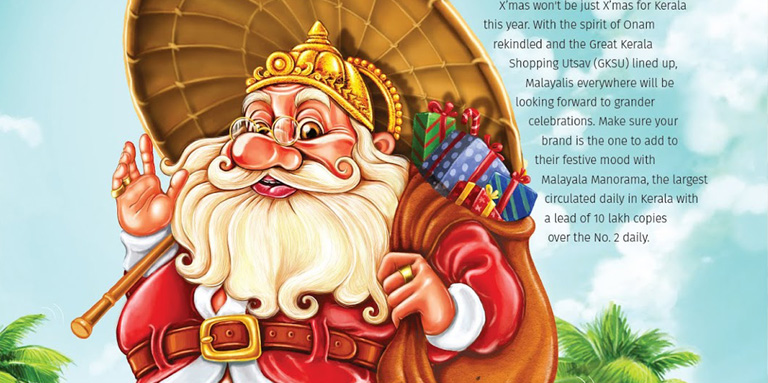 X'mas won't be just X'mas for Kerala
this year. With the spirit of Onam
rekindled and the Great Kerala
Shopping Utsav (GKSU) lined up,
Malayalis everywhere will be
looking forward to grander
celebrations. Make sure your
brand is the one to add to
their festive mood with
Malayala Manorama, the largest
circulated daily in Kerala with
a lead of 10 lakh copies
over the No. 2 daily.